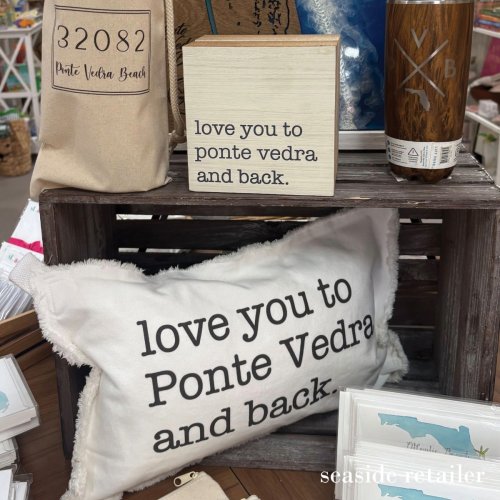 32082
Ponte Vedra Beach
love you to
ponte vedra
and back.
V B
love you to
Ponte Vedra
and back.
seaside retailer